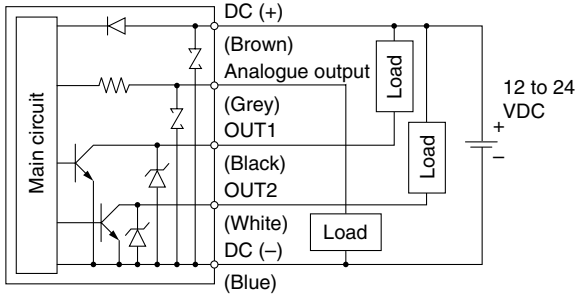 DC (+)
(Brown)
Analogue output
(Grey)
OUT1
(Black)
OUT2
(White)
DC (–)
(Blue)
Main circuit
Load
Load
Load
12 to 24
VDC
+
–